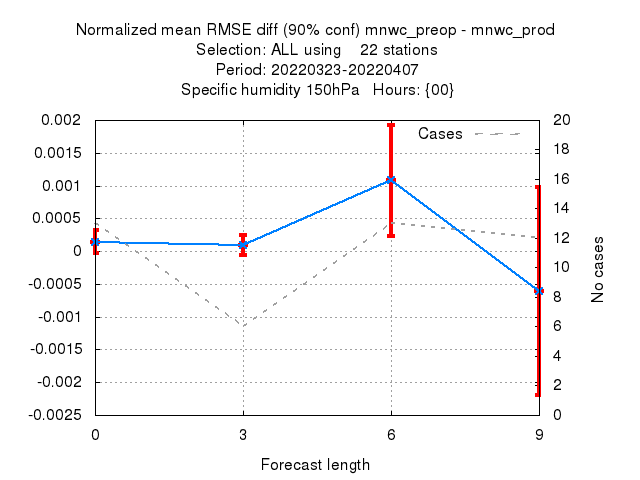 Normalized mean RMSE diff (90% conf) mnwc_preop - mnwc_prod
Selection: ALL using    22 stations
Period: 20220323-20220407
Specific humidity 150hPa   Hours: {00}
0.002
0.0015
0.001
0.0005
0
-0.0005
-0.001
-0.0015
-0.002
-0.0025
20
18
16
14
12
10
8
6
4
2
0
Cases
No cases
0 3 6 9
Forecast length